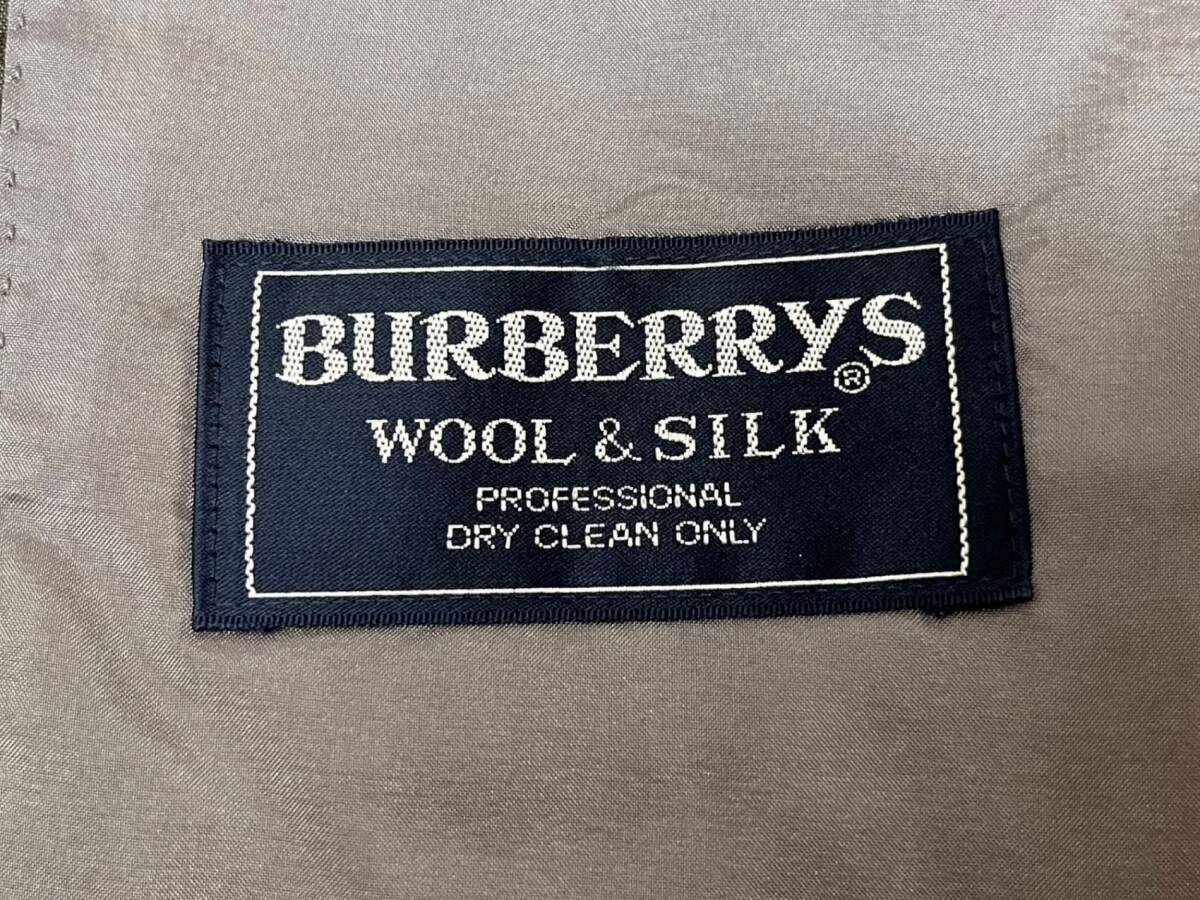 BURBERRYS®
WOOL & SILK
PROFESSIONAL
DRY CLEAN ONLY